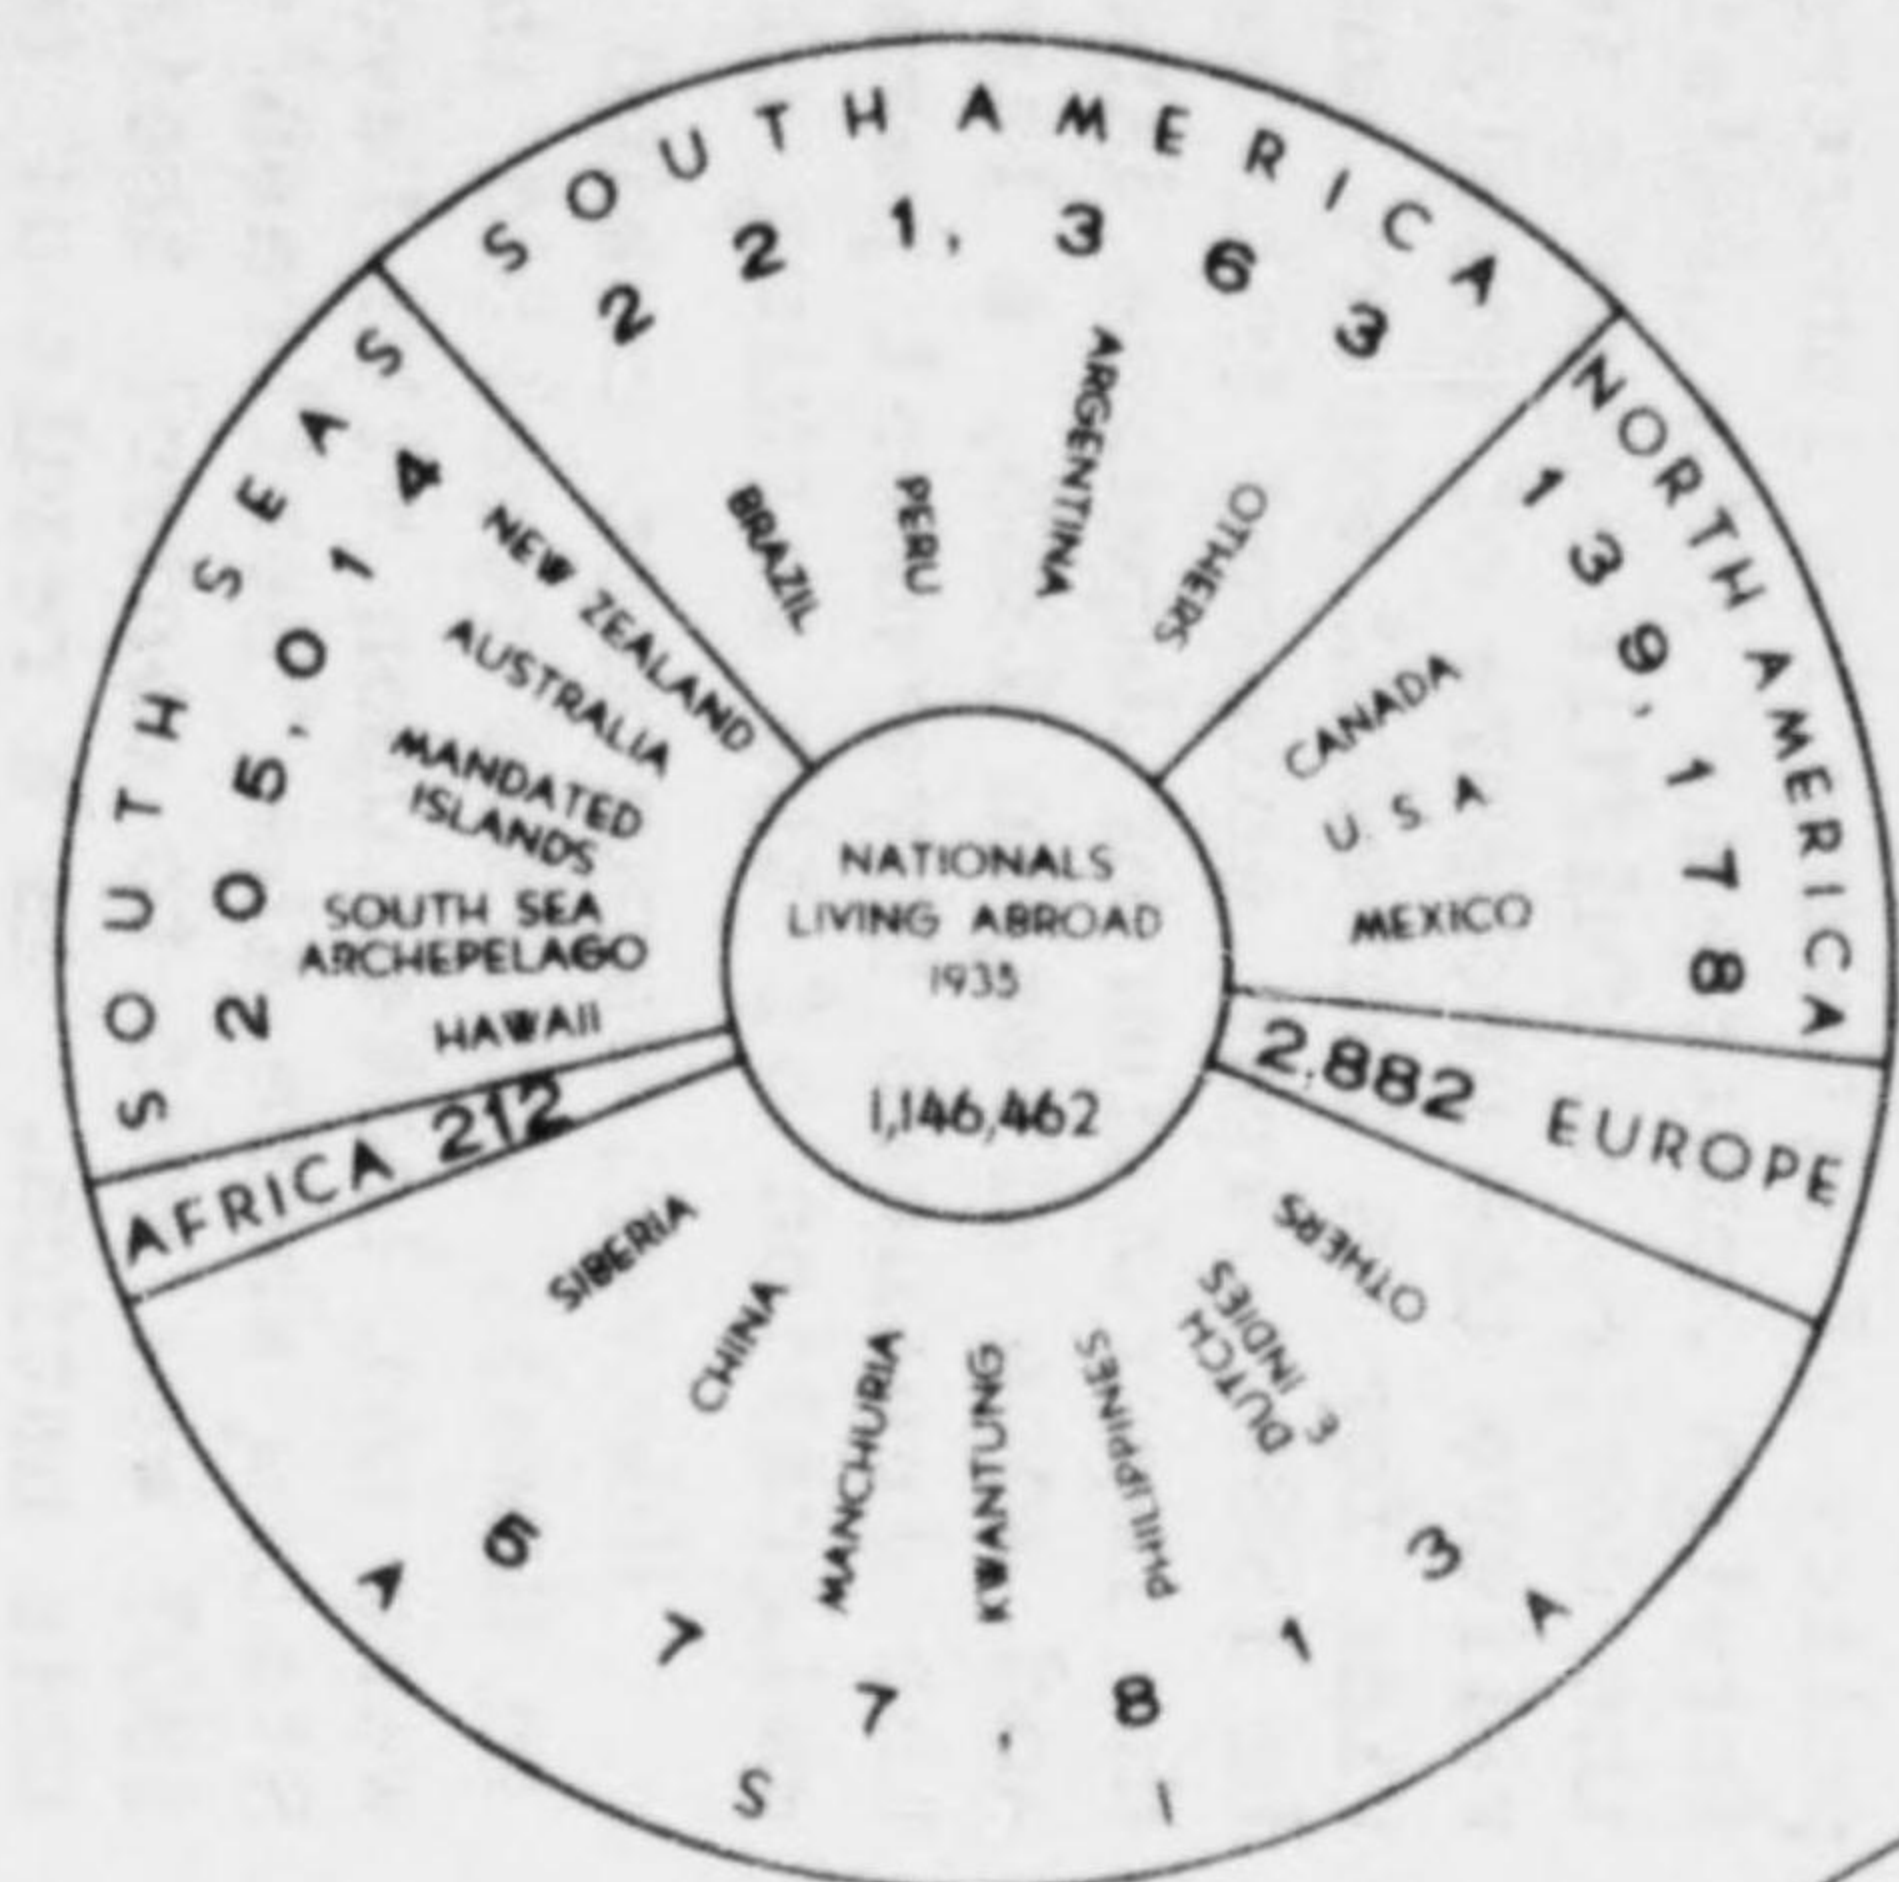 SOUTH AMERICA
221,363
BRAZIL
PERU
ARGENTINA
OTHERS
NORTH AMERICA
139,178
CANADA
U. S. A
MEXICO
2,882 EUROPE
ASIA
577,813
SIBERIA
CHINA
MANCHURIA
KWANTUNG
PHILIPPINES
DUTCH
E INDIES
OTHERS
AFRICA 212
SOUTH SEAS
205,014
NEW ZEALAND
AUSTRALIA
MANDATED
ISLANDS
SOUTH SEA
ARCHEPELAGO
HAWAII
NATIONALS
LIVING ABROAD
1935
1,146,462